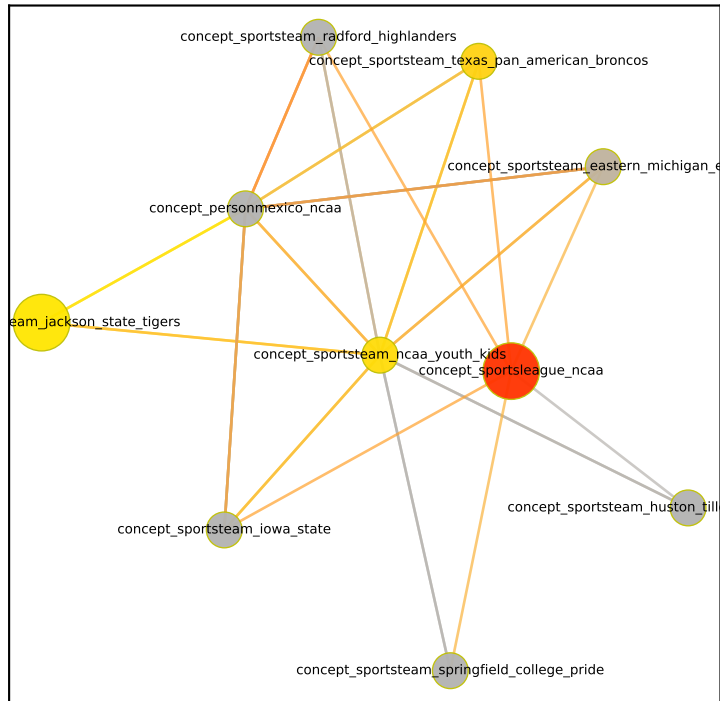 concept_sportsteam_radford_highlanders
concept_sportsteam_texas_pan_american_broncos
concept_sportsteam_eastern_michigan_e
concept_personmexico_ncaa
eam_jackson_state_tigers
concept_sportsteam_ncaa_youth_kids
concept_sportsleague_ncaa
concept_sportsteam_huston_till
concept_sportsteam_iowa_state
concept_sportsteam_springfield_college_pride